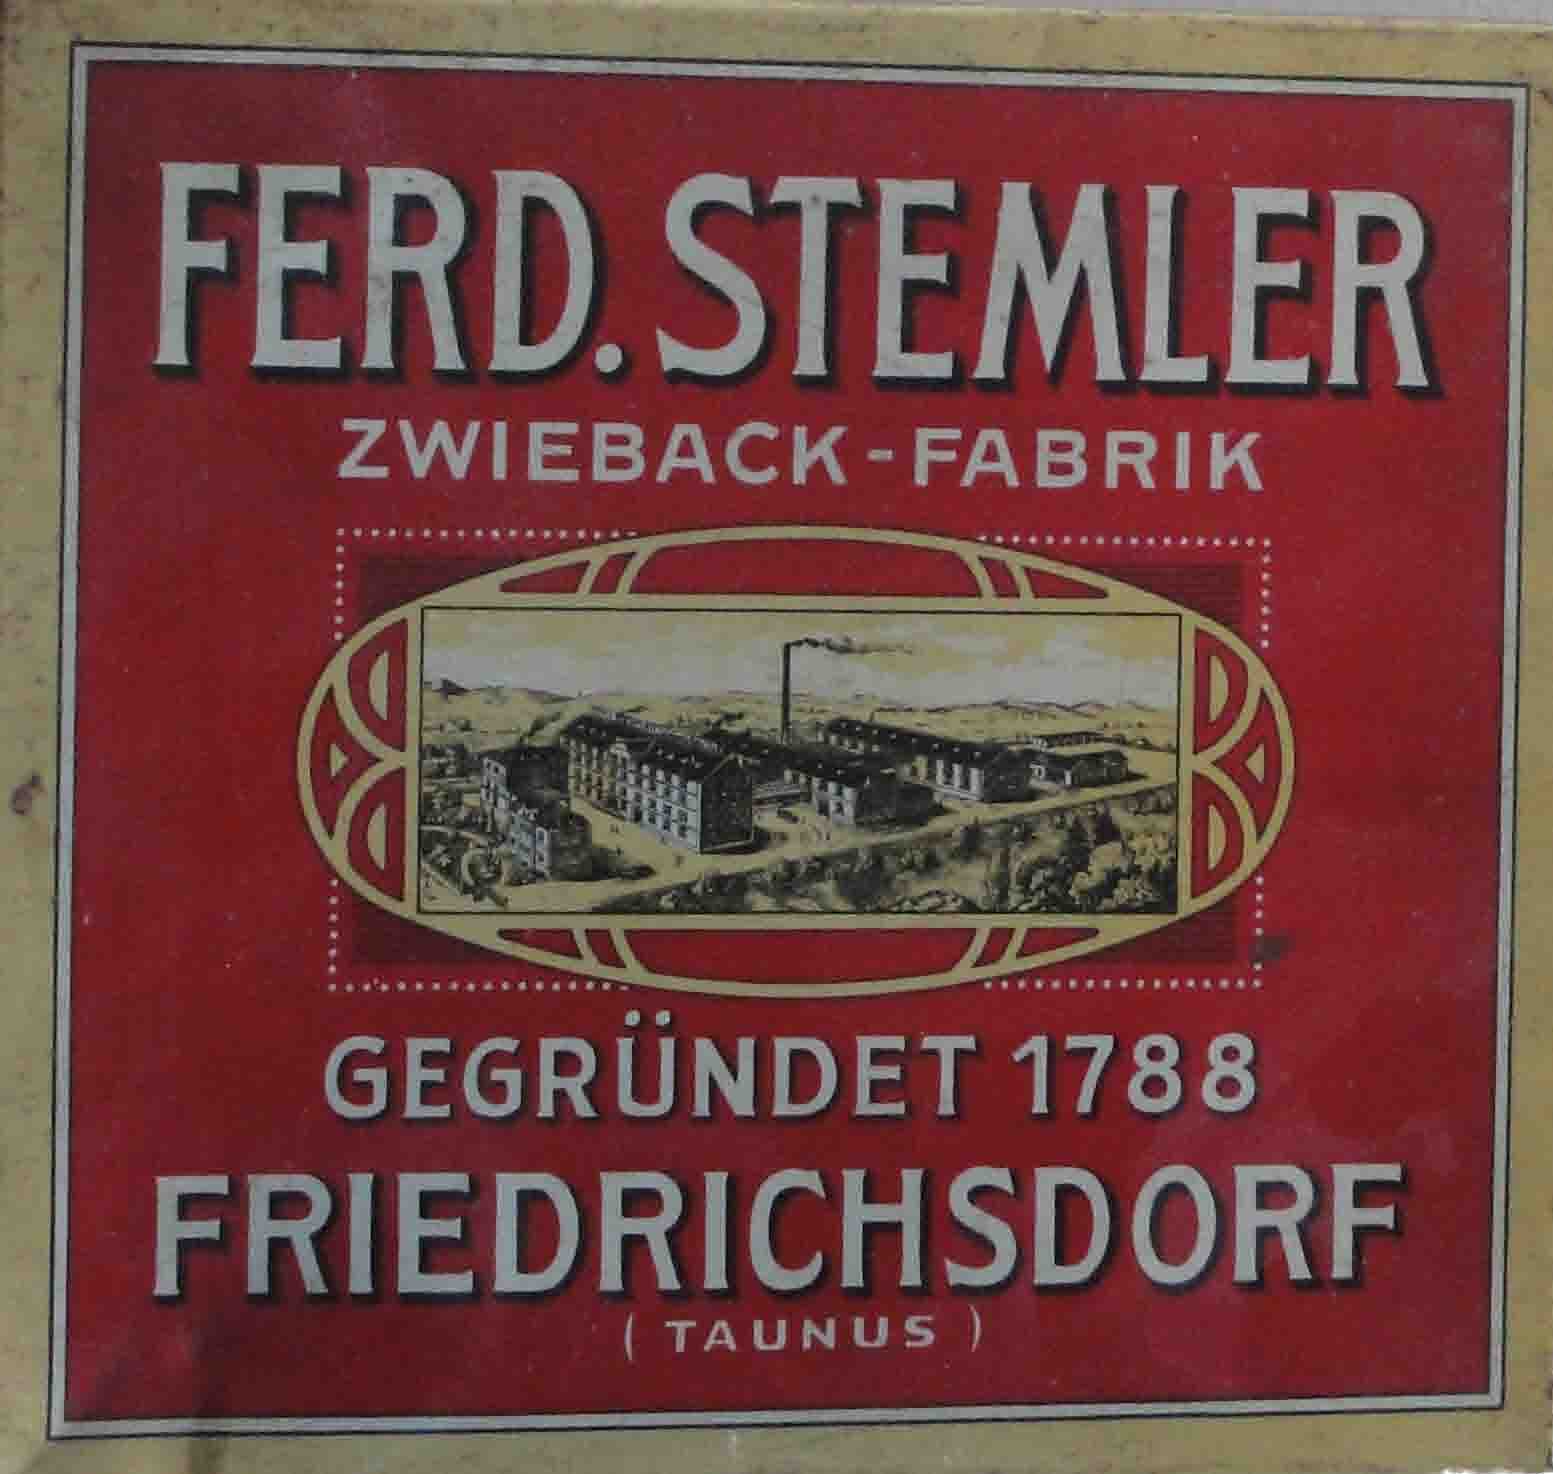 FERD. STEMLER
ZWIEBACK-FABRIK
GEGRÜNDET 1788
FRIEDRICHSDORF
(TAUNUS)